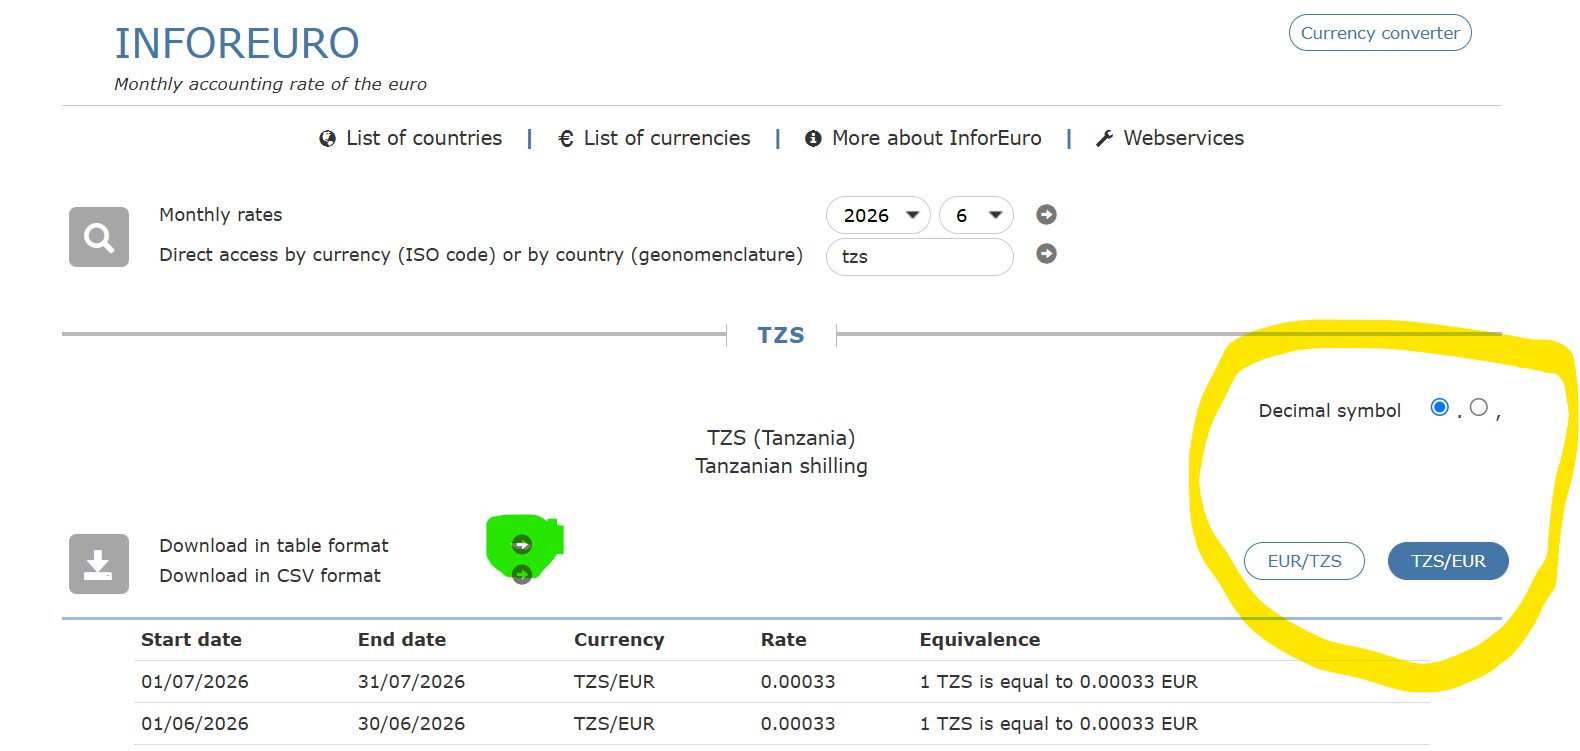 INFOREURO
Currency converter
Monthly accounting rate of the euro
List of countries | € List of currencies | More about InforEuro | Webservices
Monthly rates 2026 6
Direct access by currency (ISO code) or by country (geonomenclature) tzs
TZS
Decimal symbol . ,
TZS (Tanzania)
Tanzanian shilling
Download in table format
Download in CSV format
EUR/TZS TZS/EUR
Start date End date Currency Rate Equivalence
01/07/2026 31/07/2026 TZS/EUR 0.00033 1 TZS is equal to 0.00033 EUR
01/06/2026 30/06/2026 TZS/EUR 0.00033 1 TZS is equal to 0.00033 EUR